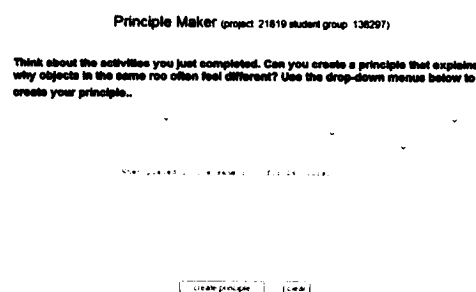 Principle Maker (project 21819 student group 138297)
Think about the activities you just completed. Can you create a principle that explains
why objects in the same roo often feel different? Use the drop-down menus below to
create your principle..
create principle clear